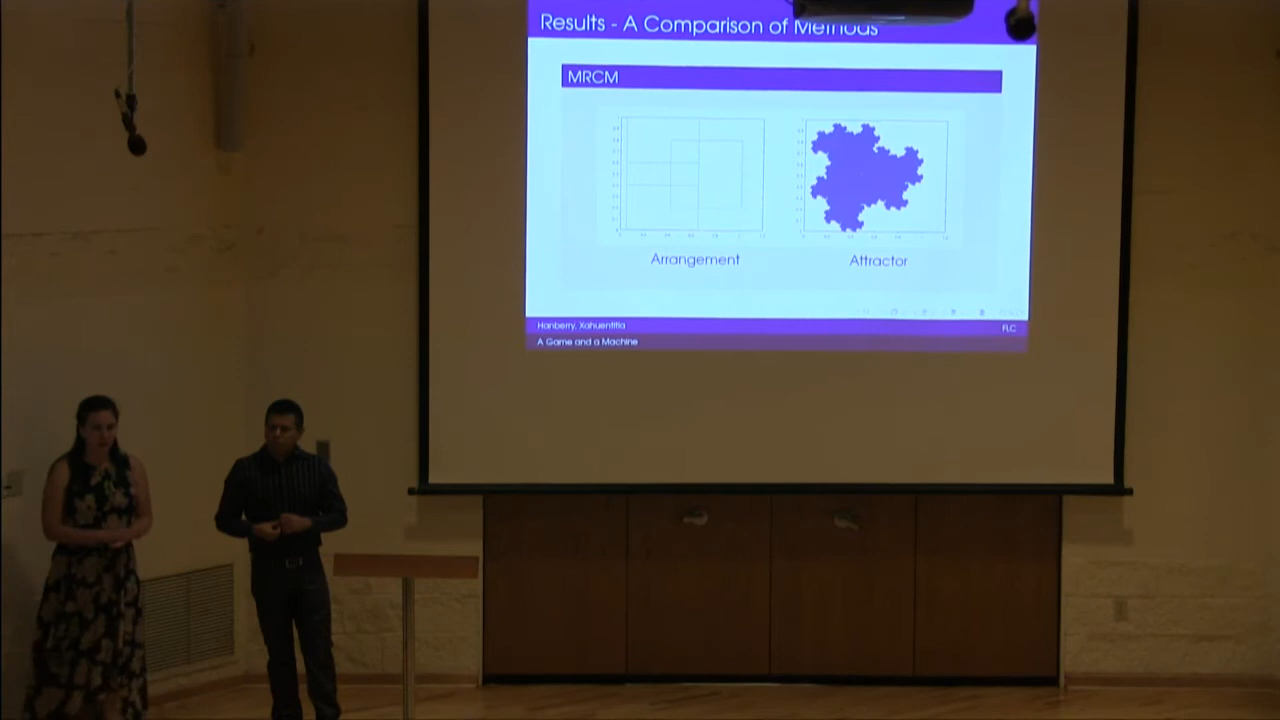 Results - A Comparison of Methods
MRCM
Arrangement
Attractor
Hanberry, Xahuentitla
FLC
A Game and a Machine